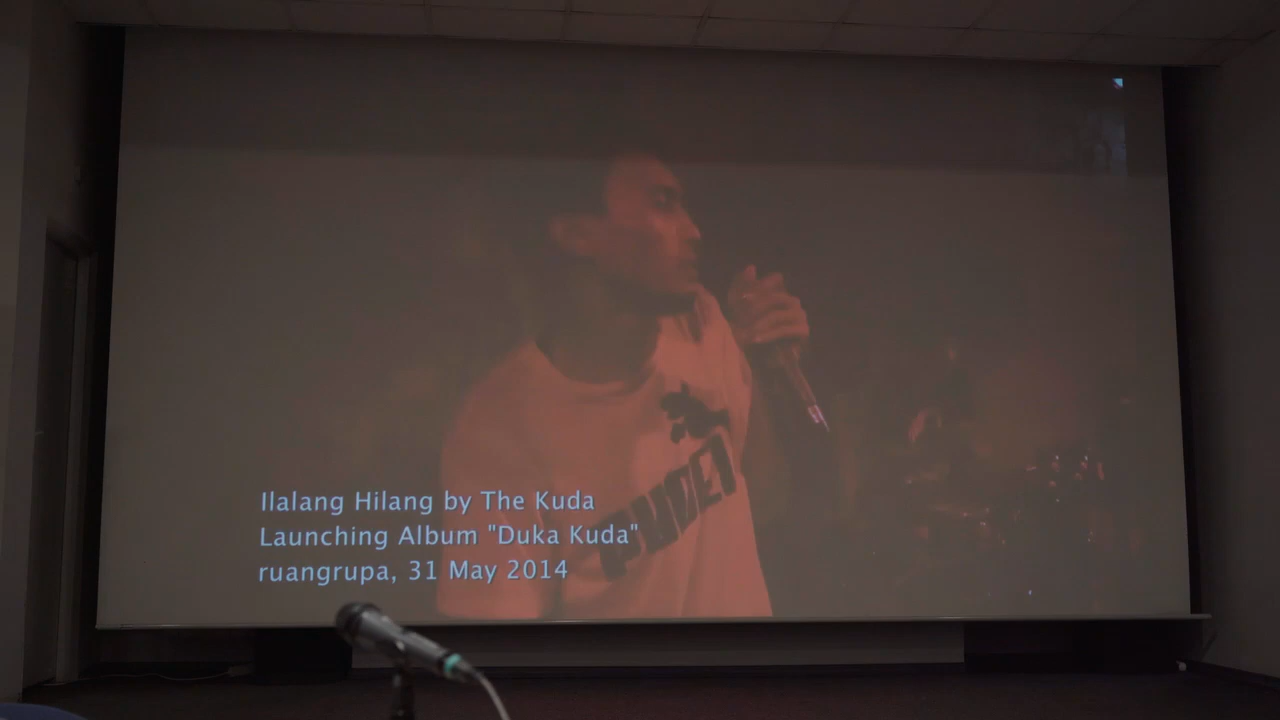 Ilalang Hilang by The Kuda
Launching Album "Duka Kuda"
ruangrupa, 31 May 2014